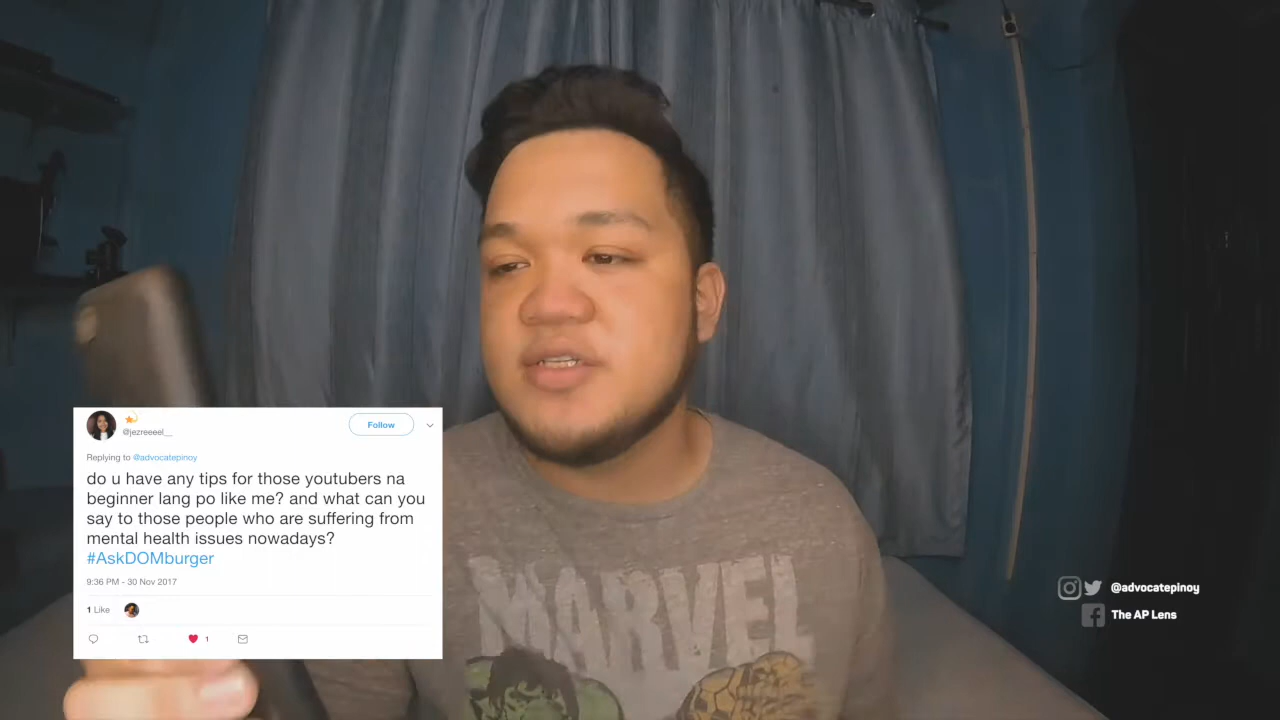 @jezreeeel__
Follow
Replying to @advocatepinoy
do u have any tips for those youtubers na
beginner lang po like me? and what can you
say to those people who are suffering from
mental health issues nowadays?
#AskDOMburger
9:36 PM - 30 Nov 2017
1 Like
1
MARVEL
@advocatepinoy
The AP Lens